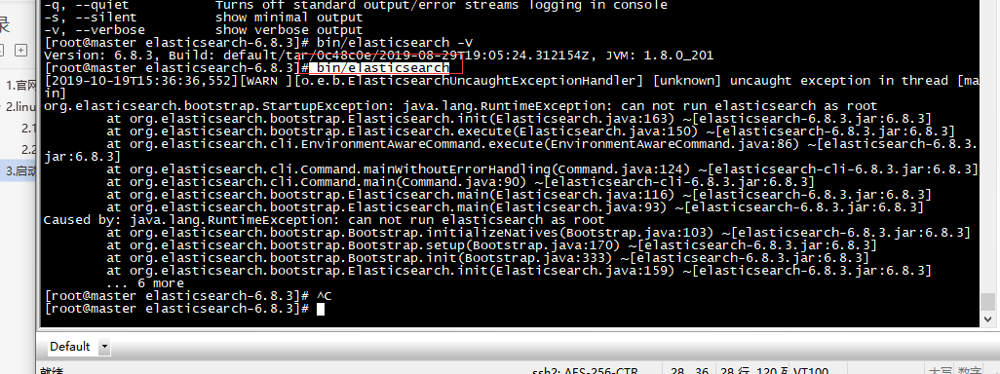 -q, --quiet Turns off standard output/error streams logging in console
-s, --silent show minimal output
-v, --verbose show verbose output
[root@master elasticsearch-6.8.3]# bin/elasticsearch -V
Version: 6.8.3, Build: default/tar/0c48c0e/2019-08-29T19:05:24.312154Z, JVM: 1.8.0_201
[root@master elasticsearch-6.8.3]# bin/elasticsearch
[2019-10-19T15:36:36,552][WARN ][o.e.b.ElasticsearchUncaughtExceptionHandler] [unknown] uncaught exception in thread [ma
in]
org.elasticsearch.bootstrap.StartupException: java.lang.RuntimeException: can not run elasticsearch as root
at org.elasticsearch.bootstrap.Elasticsearch.init(Elasticsearch.java:163) ~[elasticsearch-6.8.3.jar:6.8.3]
at org.elasticsearch.bootstrap.Elasticsearch.execute(Elasticsearch.java:150) ~[elasticsearch-6.8.3.jar:6.8.3]
at org.elasticsearch.cli.EnvironmentAwareCommand.execute(EnvironmentAwareCommand.java:86) ~[elasticsearch-6.8.3.
jar:6.8.3]
at org.elasticsearch.cli.Command.mainWithoutErrorHandling(Command.java:124) ~[elasticsearch-cli-6.8.3.jar:6.8.3]
at org.elasticsearch.cli.Command.main(Command.java:90) ~[elasticsearch-cli-6.8.3.jar:6.8.3]
at org.elasticsearch.bootstrap.Elasticsearch.main(Elasticsearch.java:116) ~[elasticsearch-6.8.3.jar:6.8.3]
at org.elasticsearch.bootstrap.Elasticsearch.main(Elasticsearch.java:93) ~[elasticsearch-6.8.3.jar:6.8.3]
Caused by: java.lang.RuntimeException: can not run elasticsearch as root
at org.elasticsearch.bootstrap.Bootstrap.initializeNatives(Bootstrap.java:103) ~[elasticsearch-6.8.3.jar:6.8.3]
at org.elasticsearch.bootstrap.Bootstrap.setup(Bootstrap.java:170) ~[elasticsearch-6.8.3.jar:6.8.3]
at org.elasticsearch.bootstrap.Bootstrap.init(Bootstrap.java:333) ~[elasticsearch-6.8.3.jar:6.8.3]
at org.elasticsearch.bootstrap.Elasticsearch.init(Elasticsearch.java:159) ~[elasticsearch-6.8.3.jar:6.8.3]
... 6 more
[root@master elasticsearch-6.8.3]# ^C
[root@master elasticsearch-6.8.3]#
录
1.官网
2.linu
2.1
2.2
3.启动
Default
就绪 ssh2: AES-256-CTR 28, 36 28 行, 120 列 VT100 大写 数字